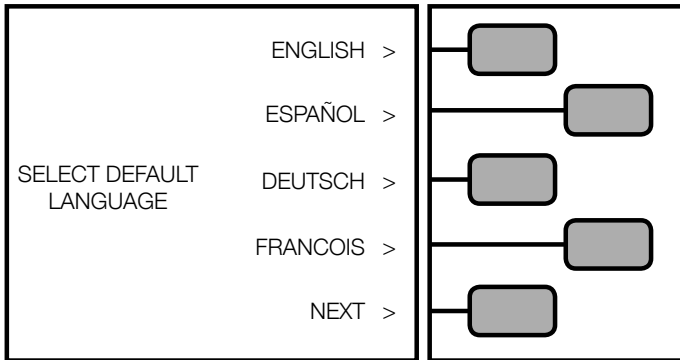 ENGLISH >
ESPAÑOL >
SELECT DEFAULT
LANGUAGE
DEUTSCH >
FRANCOIS >
NEXT >